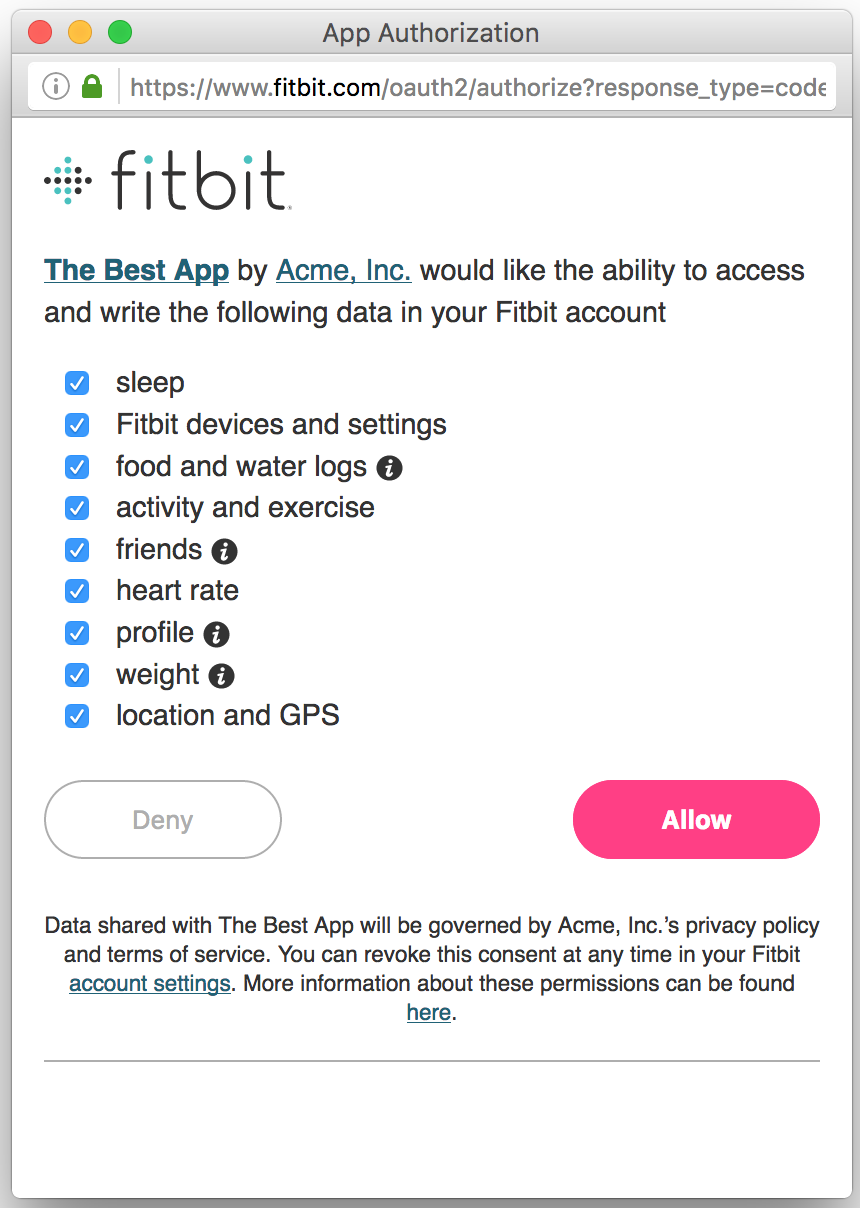 App Authorization
https://www.fitbit.com/oauth2/authorize?response_type=code
fitbit
The Best App by Acme, Inc. would like the ability to access
and write the following data in your Fitbit account
sleep
Fitbit devices and settings
food and water logs
activity and exercise
friends
heart rate
profile
weight
location and GPS
Deny
Allow
Data shared with The Best App will be governed by Acme, Inc.’s privacy policy
and terms of service. You can revoke this consent at any time in your Fitbit
account settings. More information about these permissions can be found
here.